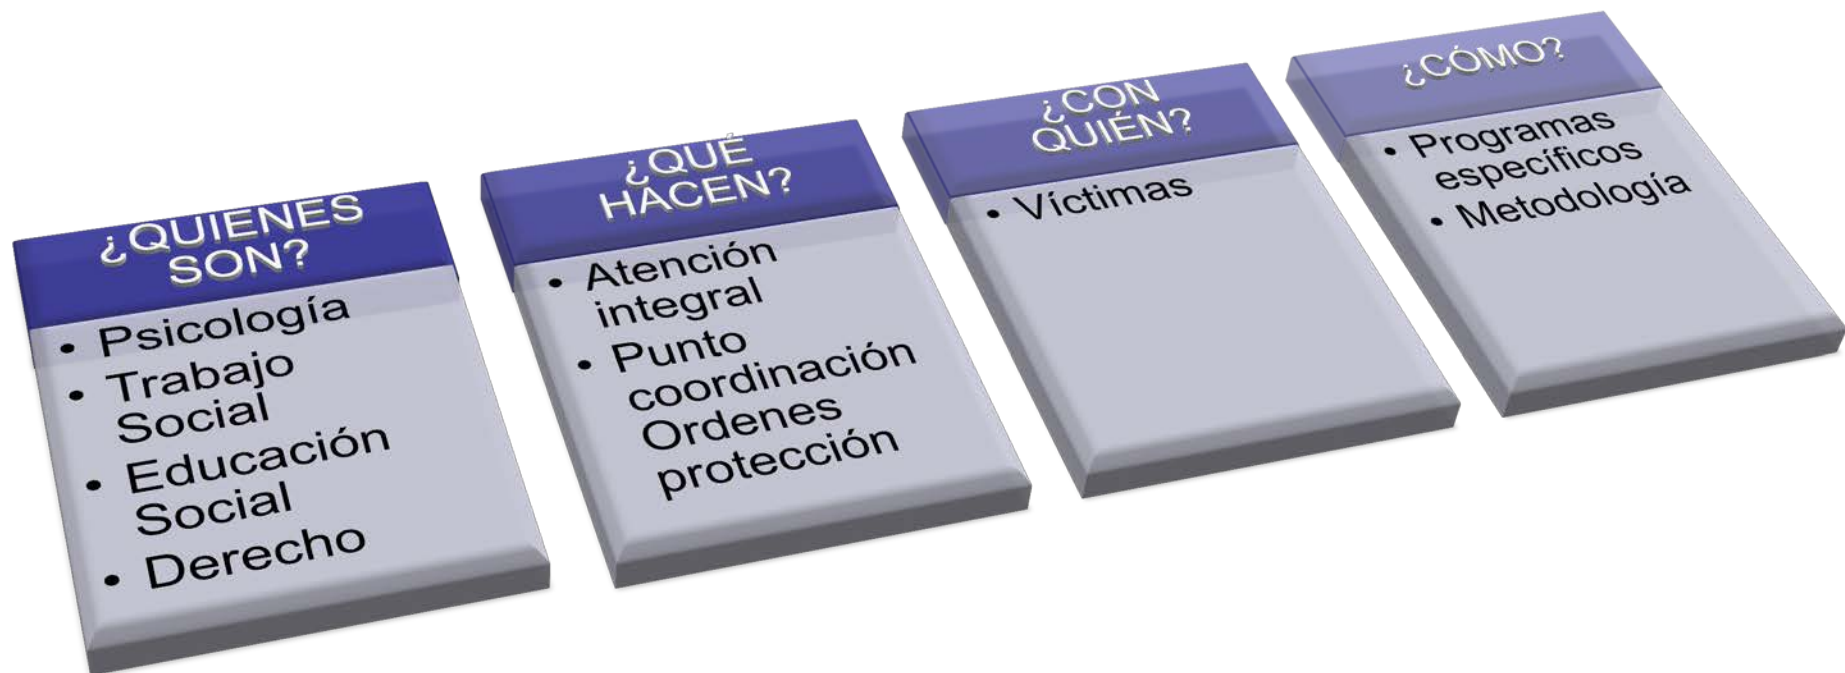 ¿QUIENES
SON?
• Psicología
• Trabajo
Social
• Educación
Social
• Derecho
¿QUÉ
HACEN?
• Atención
integral
• Punto
coordinación
Ordenes
protección
¿CON
QUIÉN?
• Víctimas
¿CÓMO?
• Programas
específicos
• Metodología